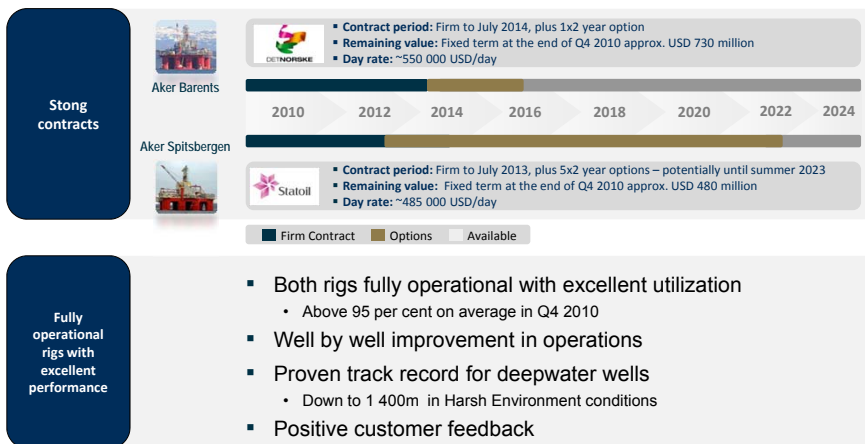 Stong
contracts
Aker Barents
DETNORSKE
▪ Contract period: Firm to July 2014, plus 1x2 year option
▪ Remaining value: Fixed term at the end of Q4 2010 approx. USD 730 million
▪ Day rate: ~550 000 USD/day
2010 2012 2014 2016 2018 2020 2022 2024
Aker Spitsbergen
Statoil
▪ Contract period: Firm to July 2013, plus 5x2 year options – potentially until summer 2023
▪ Remaining value: Fixed term at the end of Q4 2010 approx. USD 480 million
▪ Day rate: ~485 000 USD/day
Firm Contract Options Available
Fully
operational
rigs with
excellent
performance
▪ Both rigs fully operational with excellent utilization
• Above 95 per cent on average in Q4 2010
▪ Well by well improvement in operations
▪ Proven track record for deepwater wells
• Down to 1 400m in Harsh Environment conditions
▪ Positive customer feedback